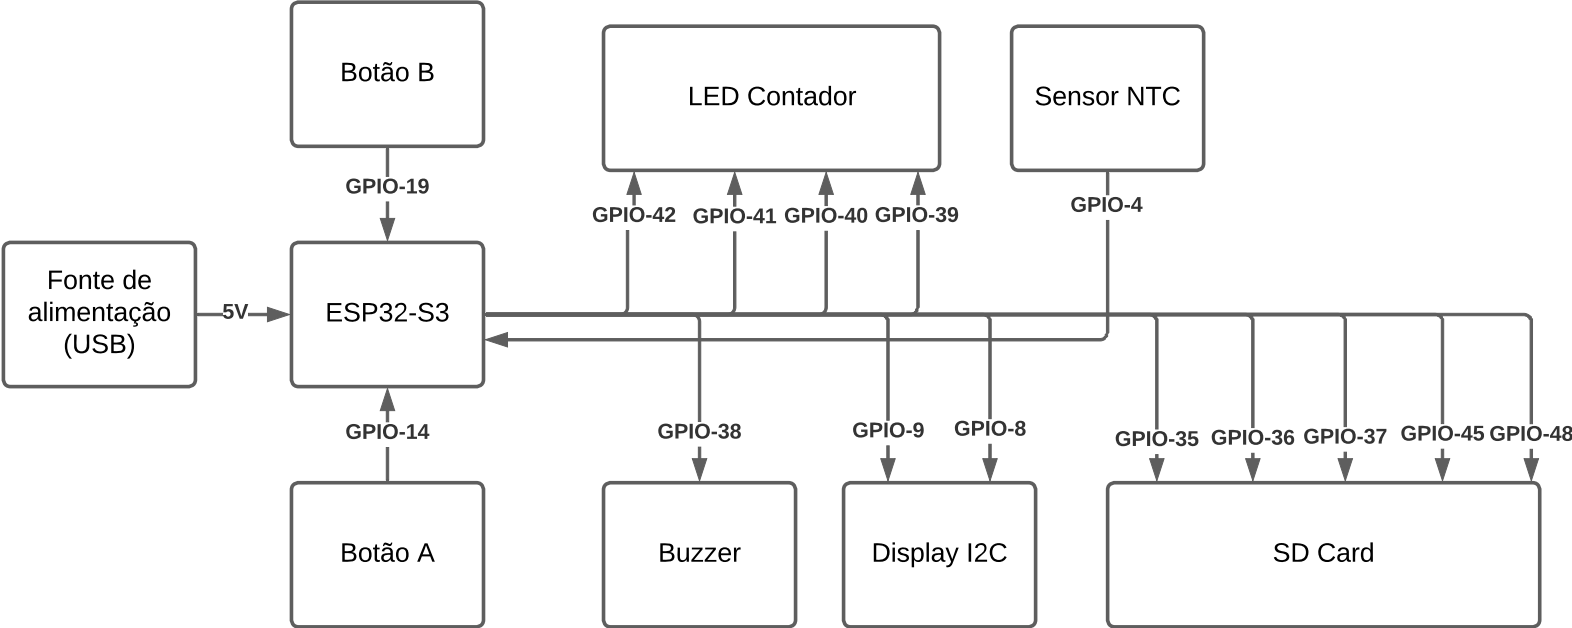 Botão B
LED Contador
Sensor NTC
GPIO-19
GPIO-42
GPIO-41
GPIO-40
GPIO-39
GPIO-4
Fonte de
alimentação
(USB)
5V
ESP32-S3
GPIO-14
GPIO-38
GPIO-9
GPIO-8
GPIO-35
GPIO-36
GPIO-37
GPIO-45
GPIO-48
Botão A
Buzzer
Display I2C
SD Card